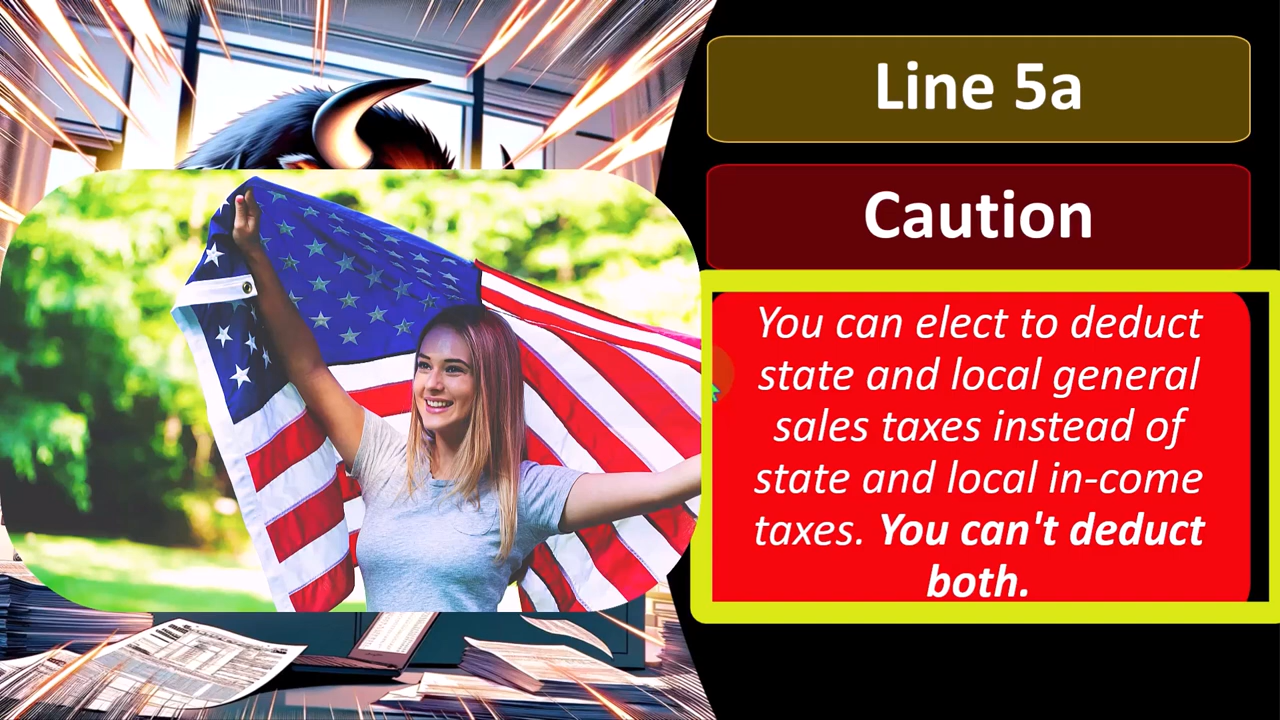 Line 5a
Caution
You can elect to deduct
state and local general
sales taxes instead of
state and local in-come
taxes. You can't deduct
both.